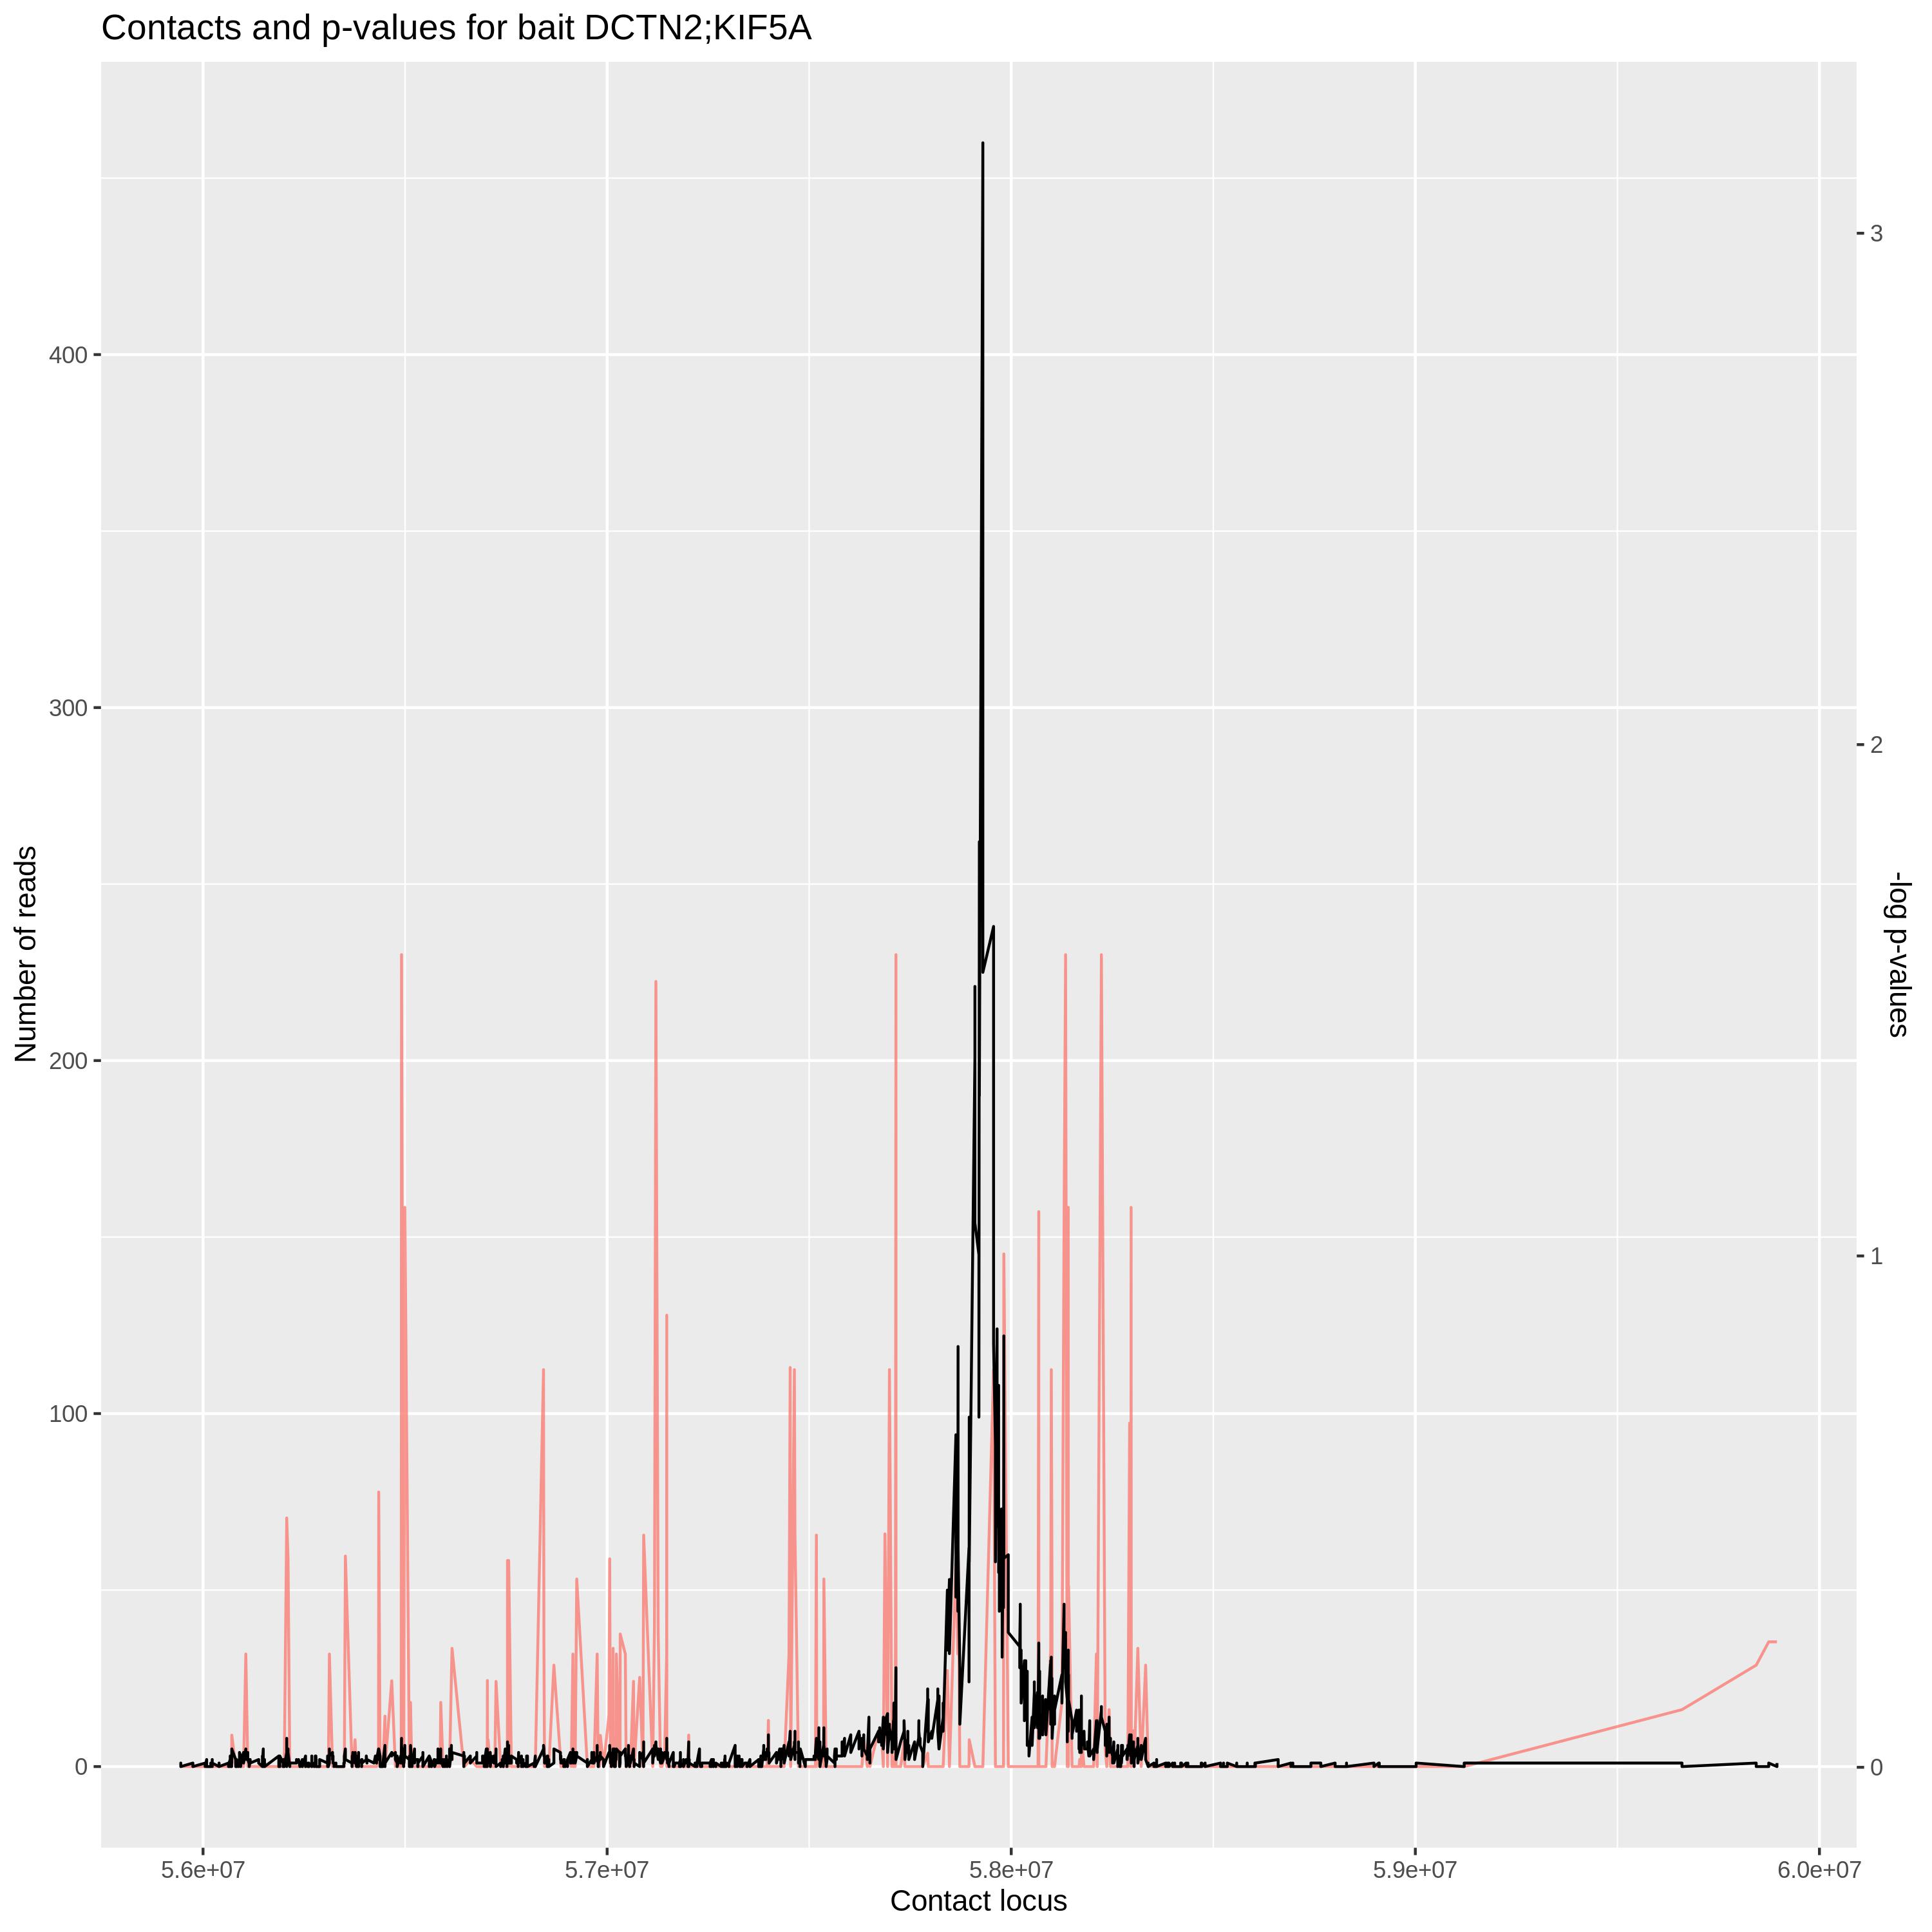 Contacts and p-values for bait DCTN2;KIF5A
Number of reads
400
300
200
100
0
3
2
1
0
-log p-values
5.6e+07 5.7e+07 5.8e+07 5.9e+07 6.0e+07
Contact locus